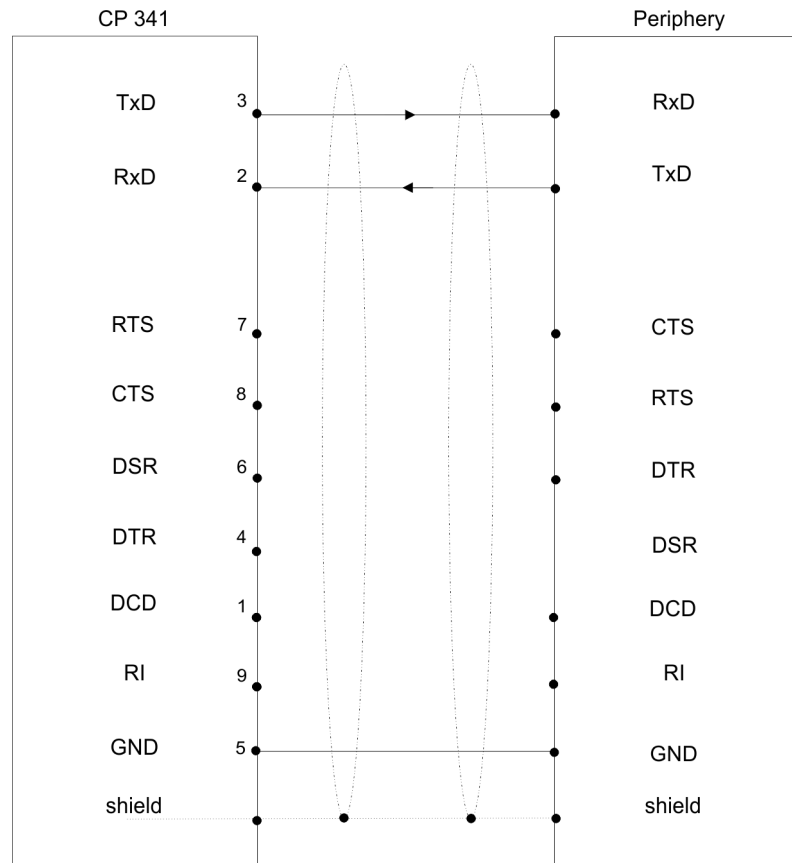 CP 341 Periphery
TxD 3 RxD
RxD 2 TxD
RTS 7 CTS
CTS 8 RTS
DSR 6 DTR
DTR 4 DSR
DCD 1 DCD
RI 9 RI
GND 5 GND
shield shield